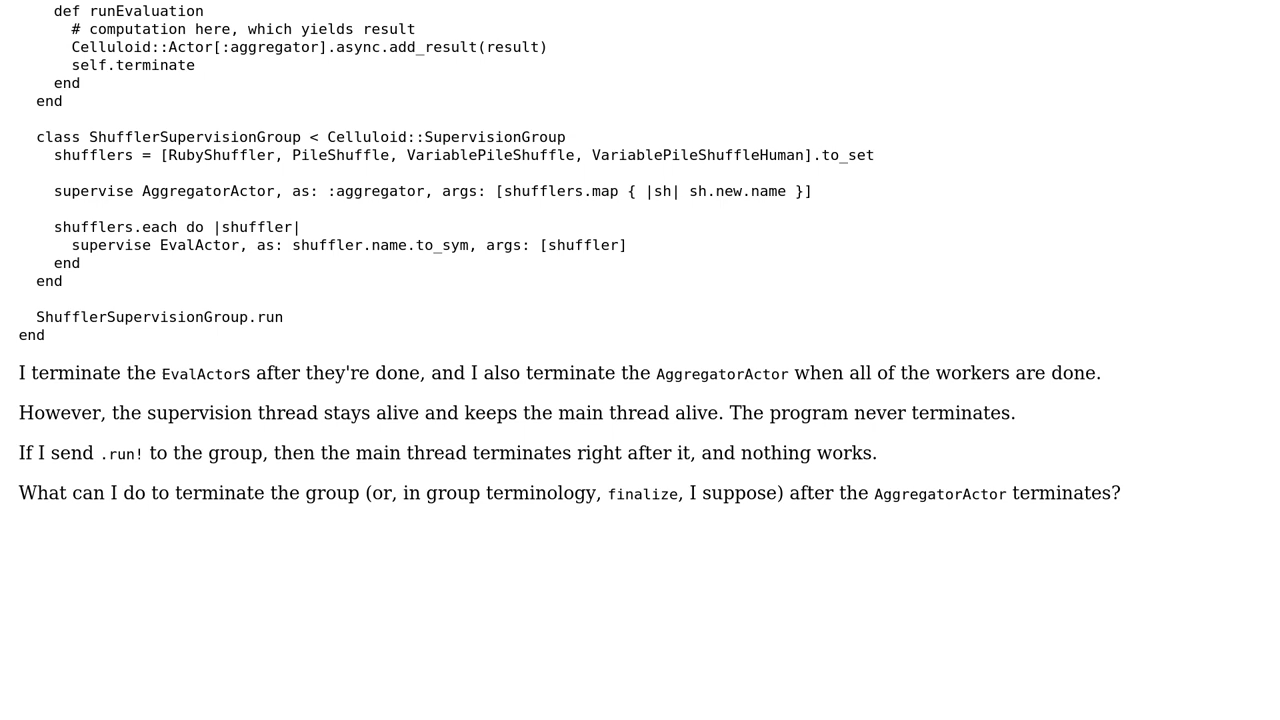 def runEvaluation
      # computation here, which yields result
      Celluloid::Actor[:aggregator].async.add_result(result)
      self.terminate
    end
  end

  class ShufflerSupervisionGroup < Celluloid::SupervisionGroup
    shufflers = [RubyShuffler, PileShuffle, VariablePileShuffle, VariablePileShuffleHuman].to_set

    supervise AggregatorActor, as: :aggregator, args: [shufflers.map { |sh| sh.new.name }]

    shufflers.each do |shuffler|
      supervise EvalActor, as: shuffler.name.to_sym, args: [shuffler]
    end
  end

  ShufflerSupervisionGroup.run
end
I terminate the EvalActors after they're done, and I also terminate the AggregatorActor when all of the workers are done.
However, the supervision thread stays alive and keeps the main thread alive. The program never terminates.
If I send .run! to the group, then the main thread terminates right after it, and nothing works.
What can I do to terminate the group (or, in group terminology, finalize, I suppose) after the AggregatorActor terminates?